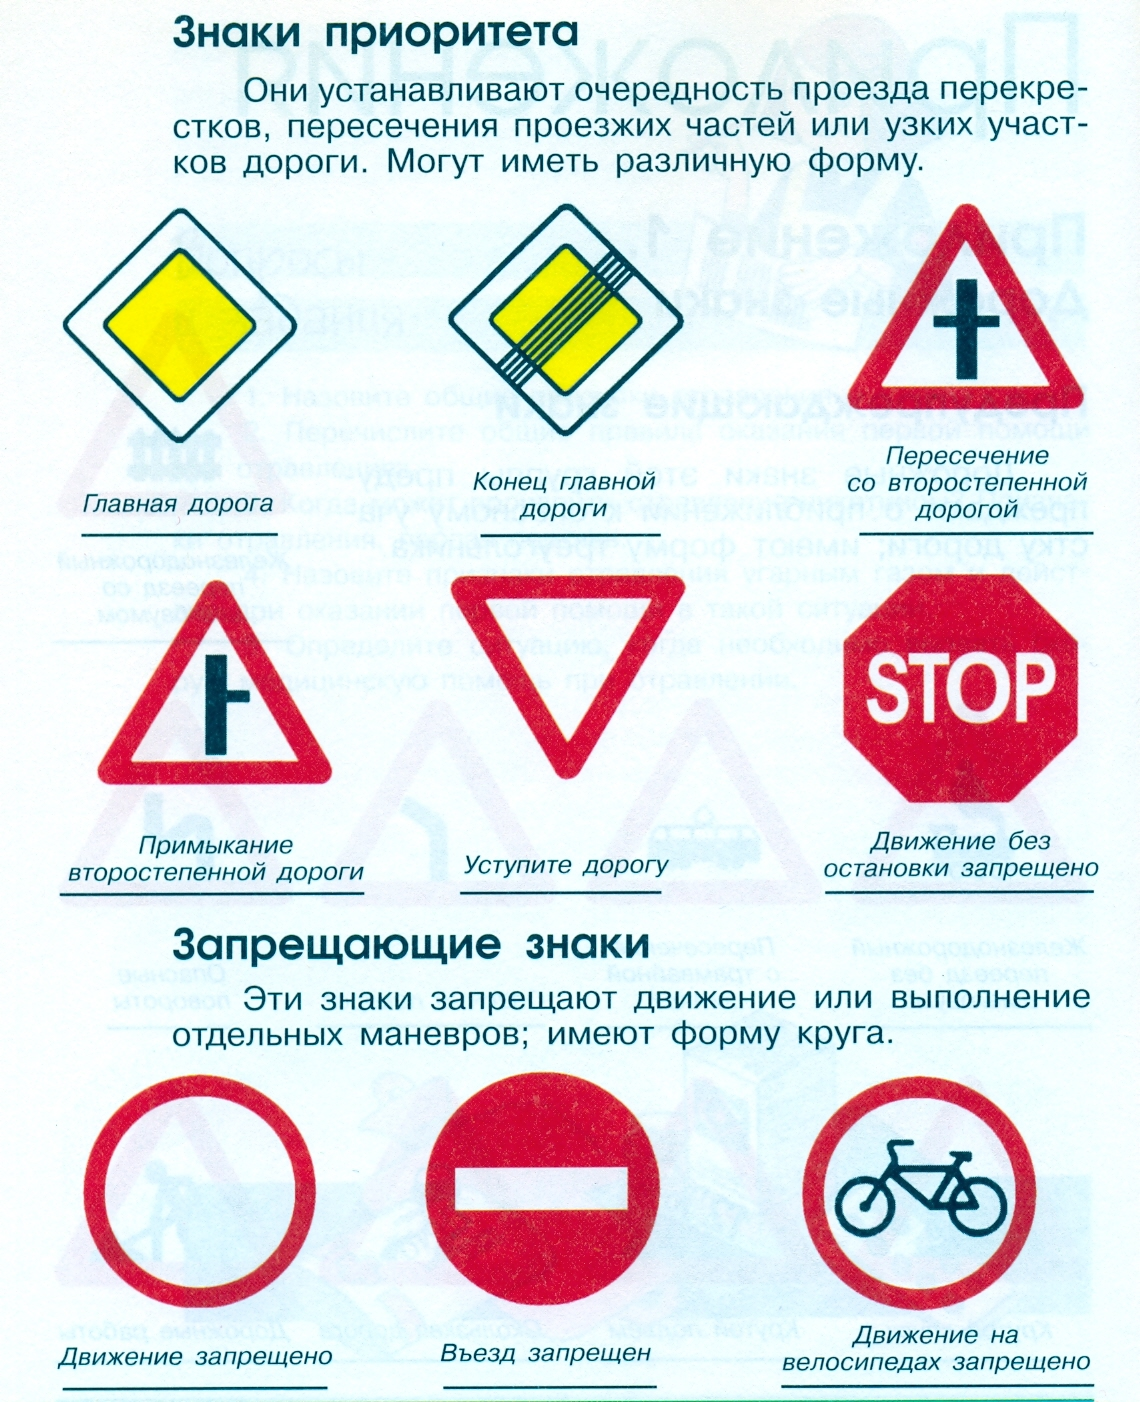 Знаки приоритета
Они устанавливают очередность проезда перекре-
стков, пересечения проезжих частей или узких участ-
ков дороги. Могут иметь различную форму.
Главная дорога
Конец главной
дороги
Пересечение
со второстепенной
дорогой
STOP
Примыкание
второстепенной дороги
Уступите дорогу
Движение без
остановки запрещено
Запрещающие знаки
Эти знаки запрещают движение или выполнение
отдельных маневров; имеют форму круга.
Движение запрещено
Въезд запрещен
Движение на
велосипедах запрещено